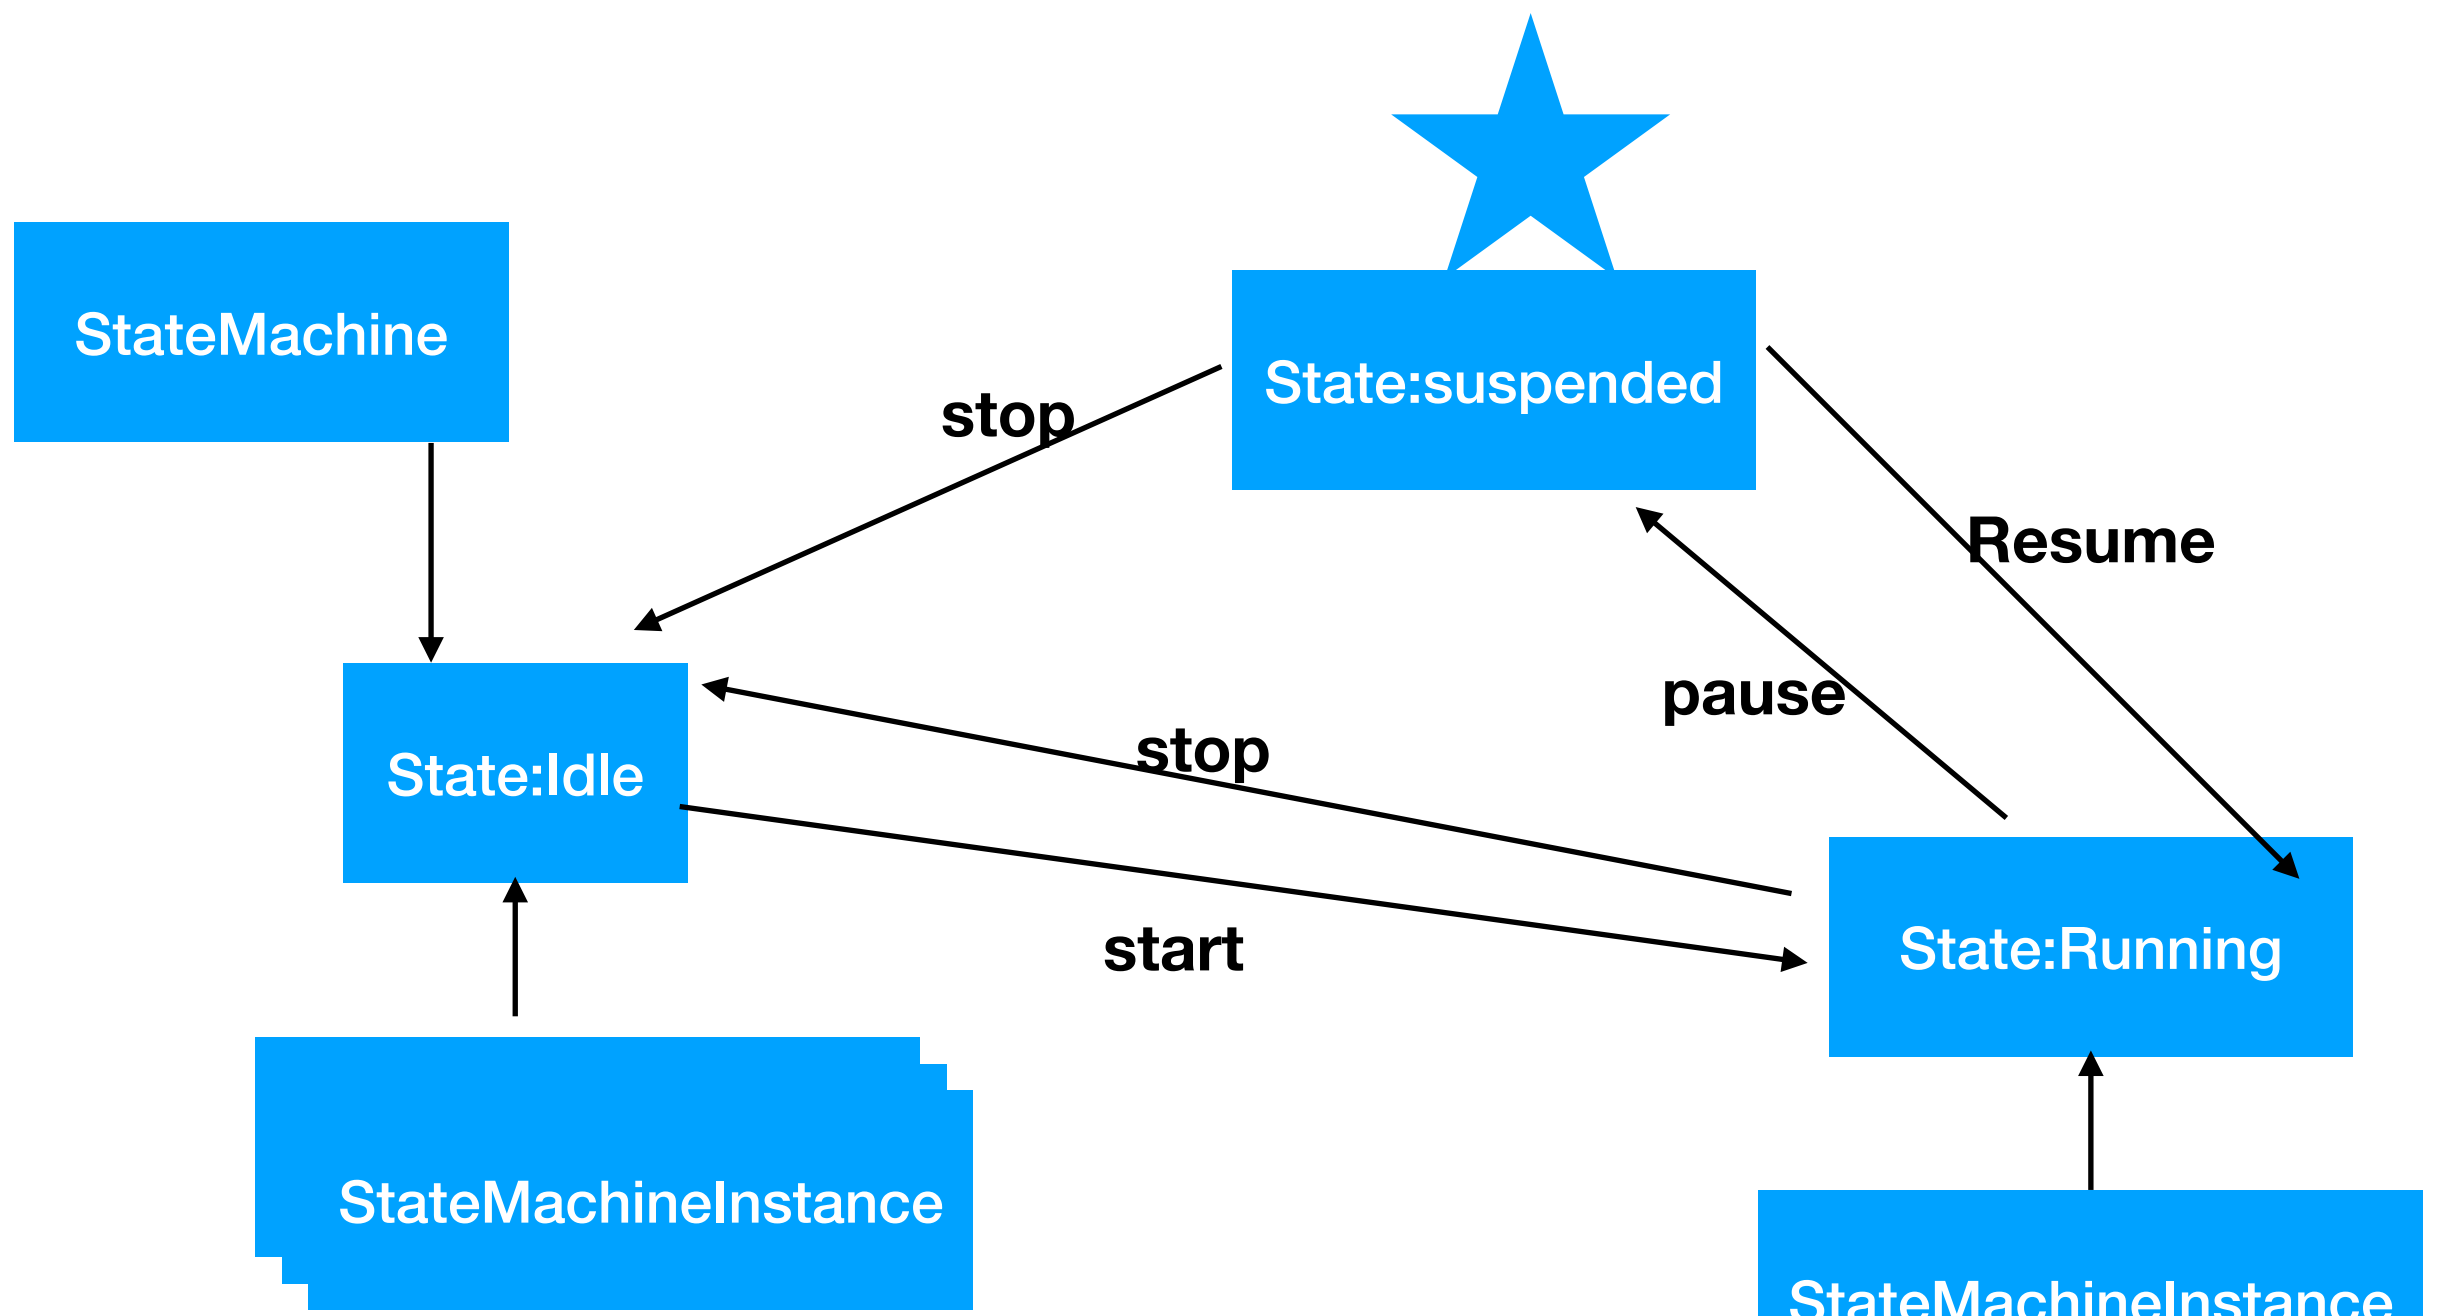 StateMachine
State:suspended
stop
Resume
pause
stop
State:Idle
start
State:Running
StateMachineInstance
StateMachineInstance